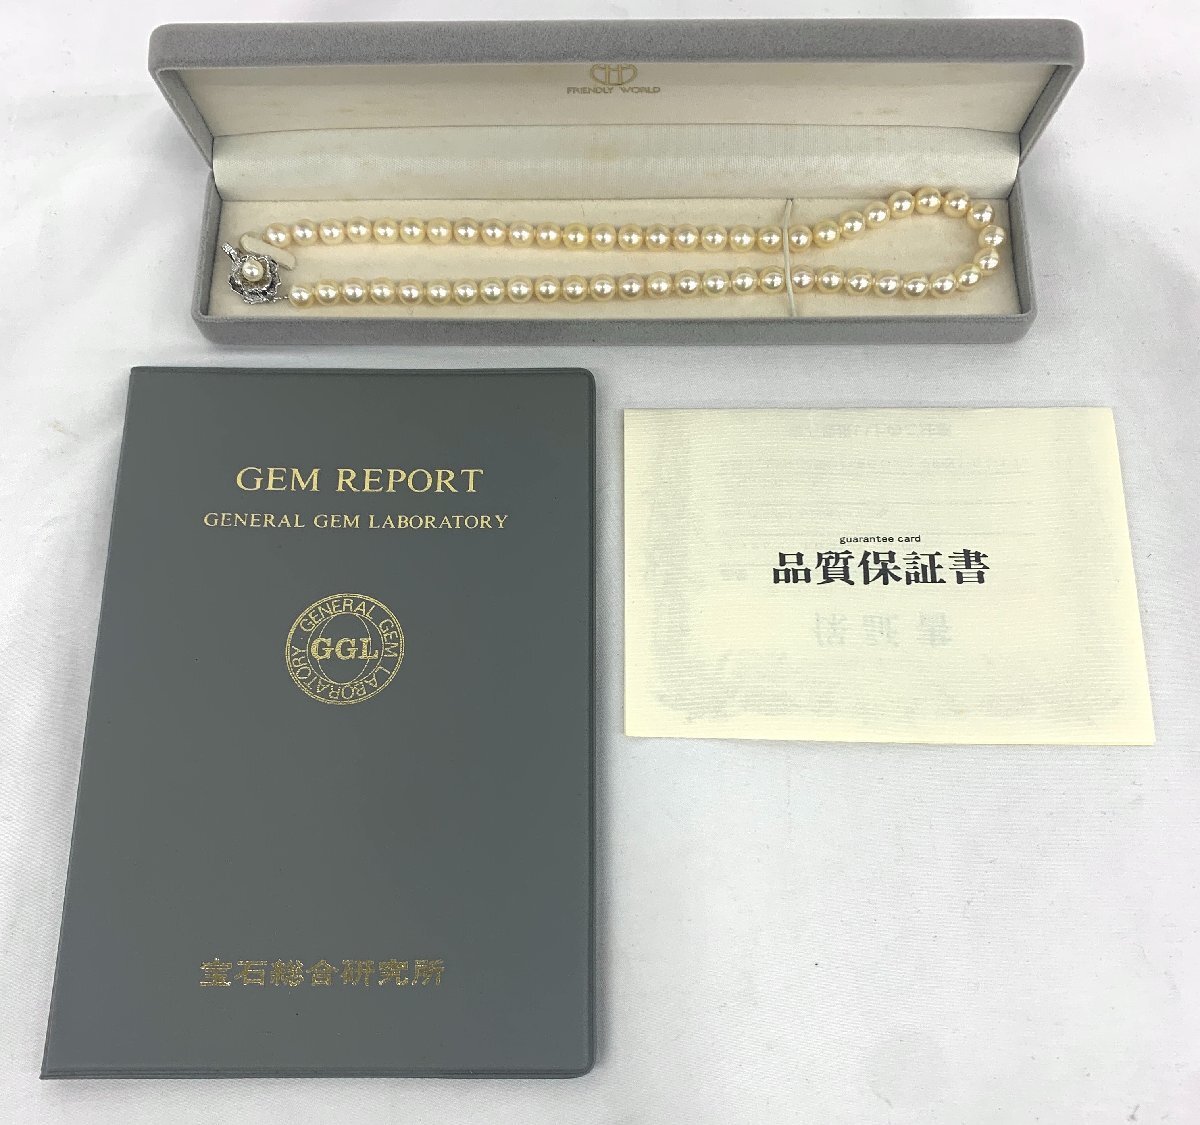 FRIENDLY WORLD
GEM REPORT
GENERAL GEM LABORATORY
GENERAL GEM LABORATORY
GGL
宝石総合研究所
guarantee card
品質保証書